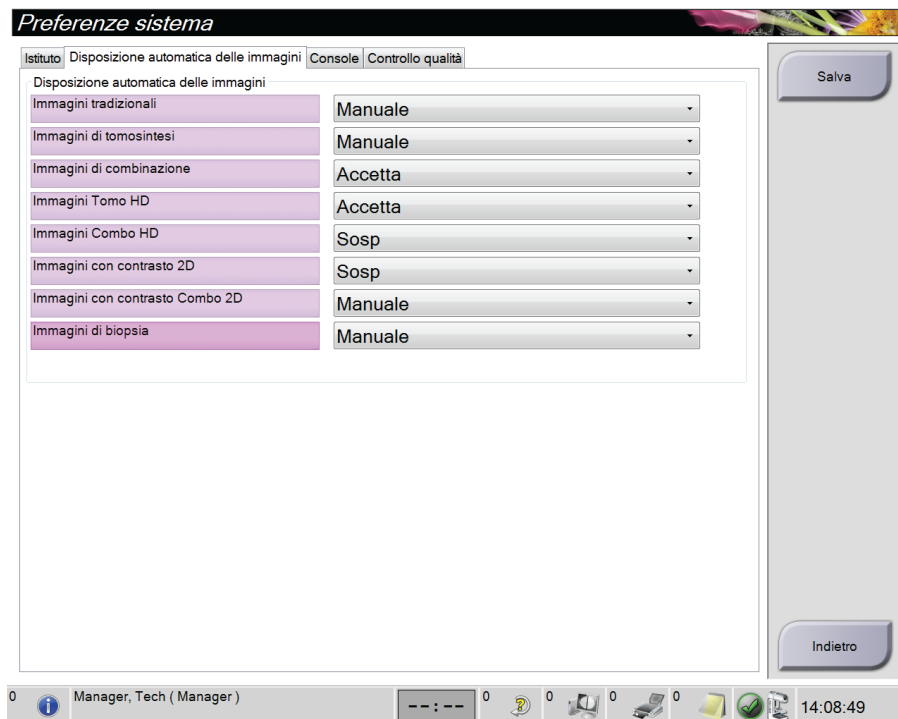 Preferenze sistema
Istituto Disposizione automatica delle immagini Console Controllo qualità
Salva
Disposizione automatica delle immagini
Immagini tradizionali Manuale
Immagini di tomosintesi Manuale
Immagini di combinazione Accetta
Immagini Tomo HD Accetta
Immagini Combo HD Sosp
Immagini con contrasto 2D Sosp
Immagini con contrasto Combo 2D Manuale
Immagini di biopsia Manuale
Indietro
0 Manager, Tech ( Manager ) --:-- 0 0 0 0 14:08:49